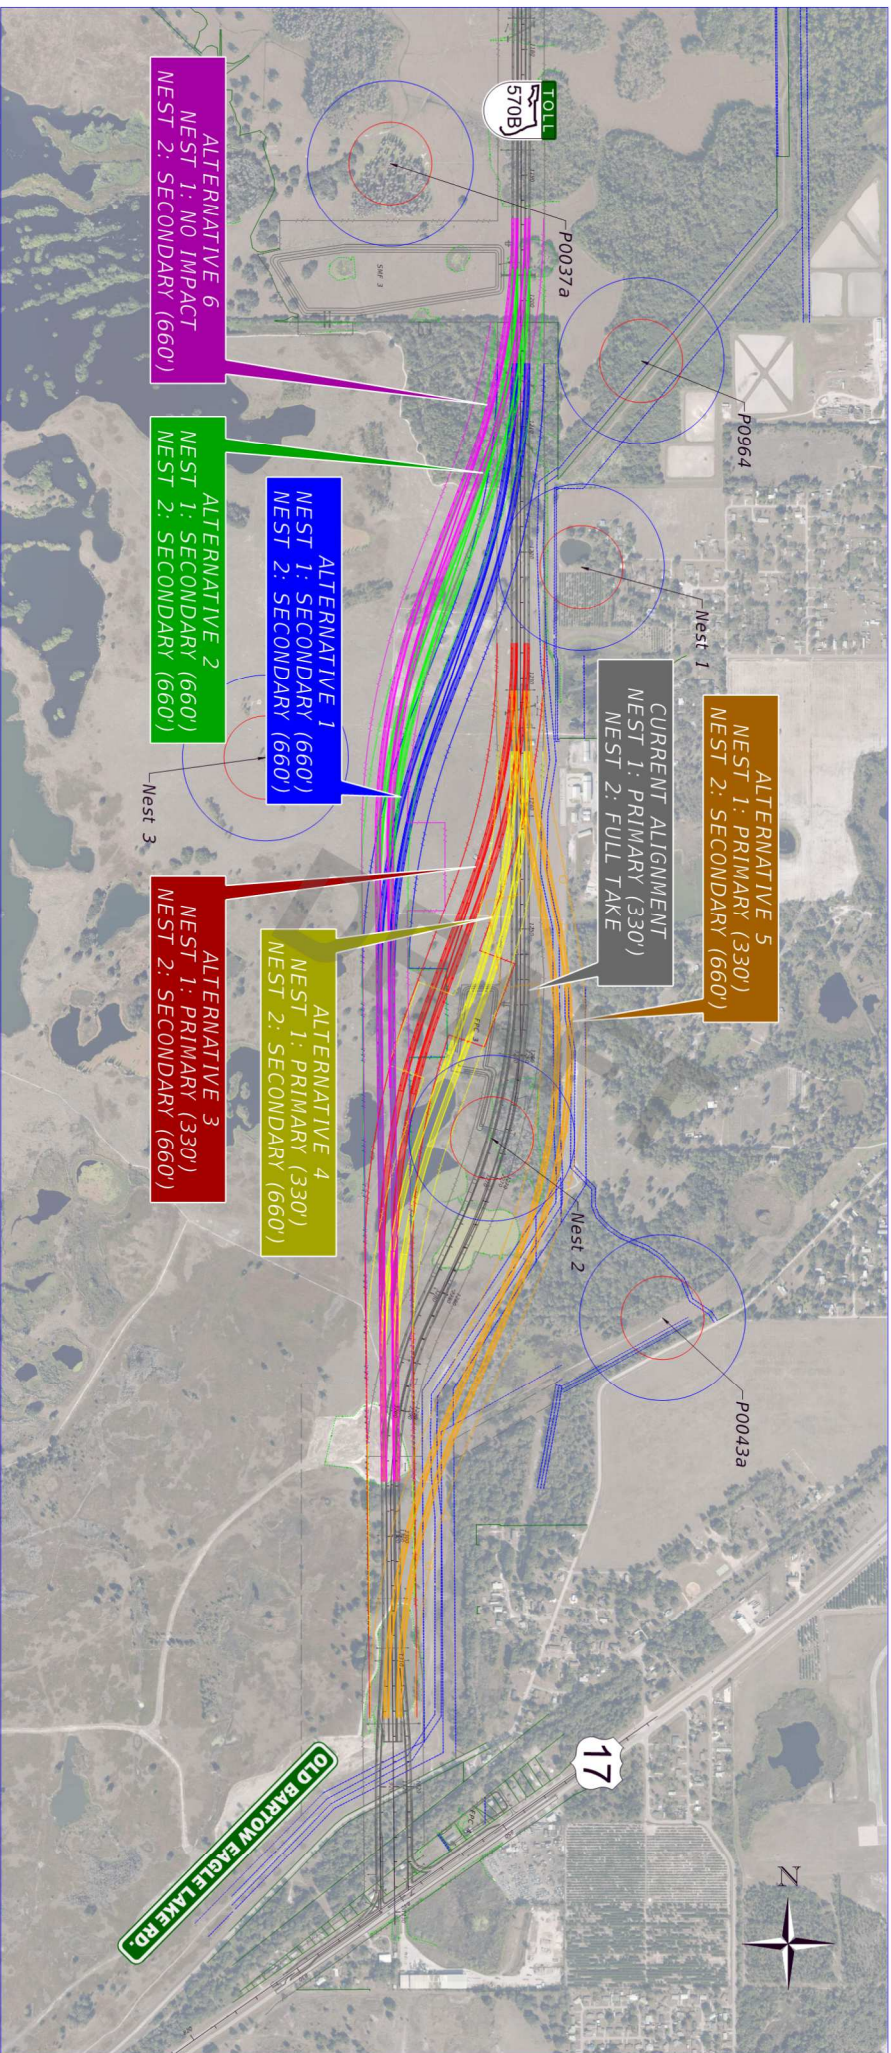 TOLL
570B
P0037a
P0964
Nest 1
Nest 3
Nest 2
P0043a
SMF 3
ALTERNATIVE 6
NEST 1: NO IMPACT
NEST 2: SECONDARY (660')
ALTERNATIVE 2
NEST 1: SECONDARY (660')
NEST 2: SECONDARY (660')
ALTERNATIVE 1
NEST 1: SECONDARY (660')
NEST 2: SECONDARY (660')
CURRENT ALIGNMENT
NEST 1: PRIMARY (330')
NEST 2: FULL TAKE
ALTERNATIVE 5
NEST 1: PRIMARY (330')
NEST 2: SECONDARY (660')
ALTERNATIVE 3
NEST 1: PRIMARY (330')
NEST 2: SECONDARY (660')
ALTERNATIVE 4
NEST 1: PRIMARY (330')
NEST 2: SECONDARY (660')
17
OLD BARTOW EAGLE LAKE RD.
N